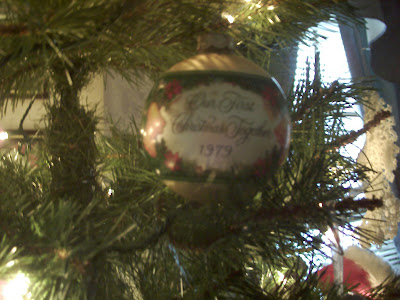 Our First
Christmas Together
1979